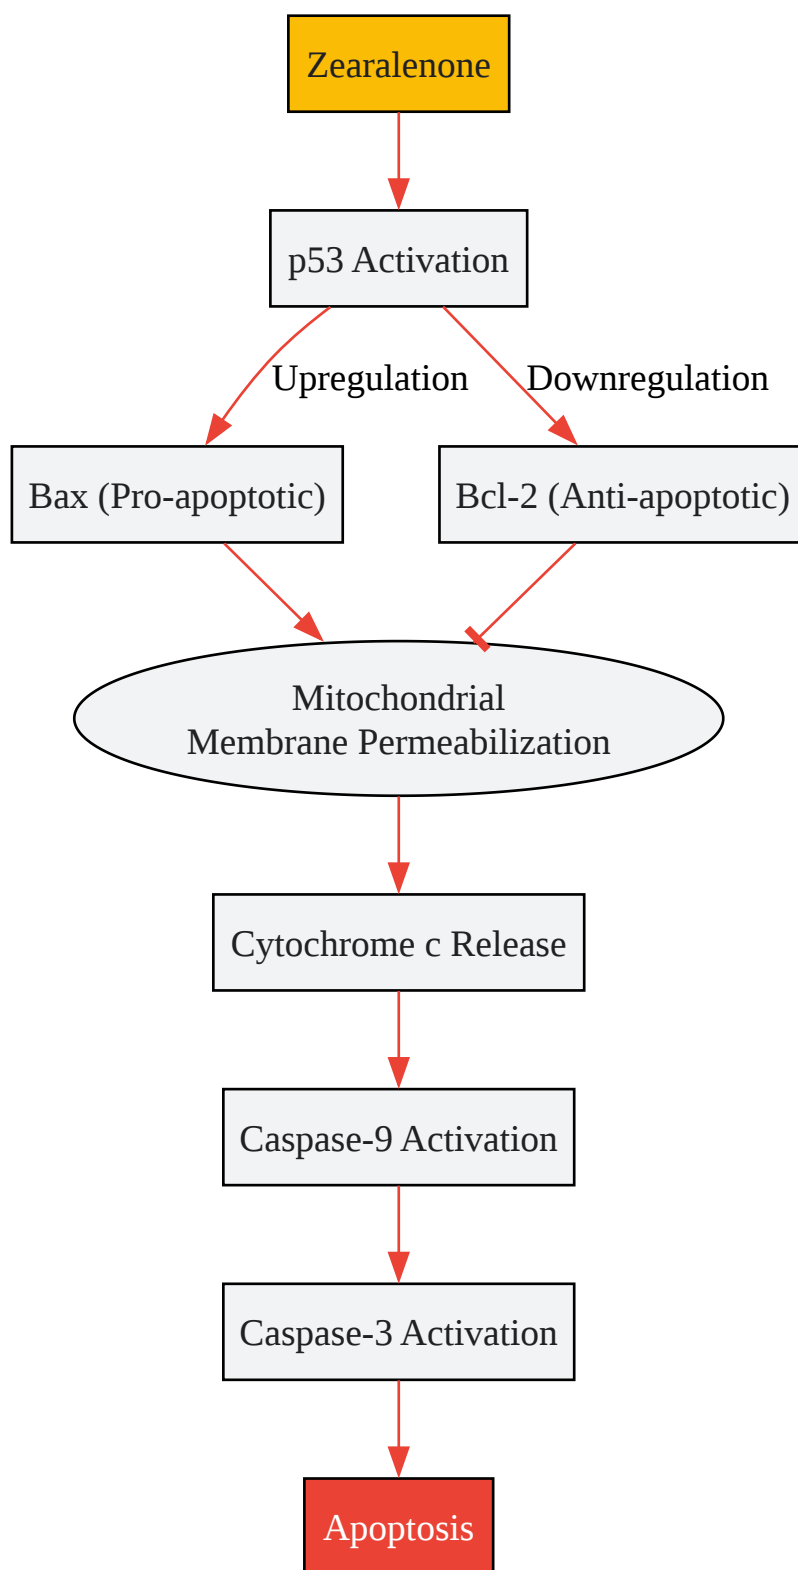 Zearalenone
p53 Activation
Upregulation
Downregulation
Bax (Pro-apoptotic)
Bcl-2 (Anti-apoptotic)
Mitochondrial
Membrane Permeabilization
Cytochrome c Release
Caspase-9 Activation
Caspase-3 Activation
Apoptosis